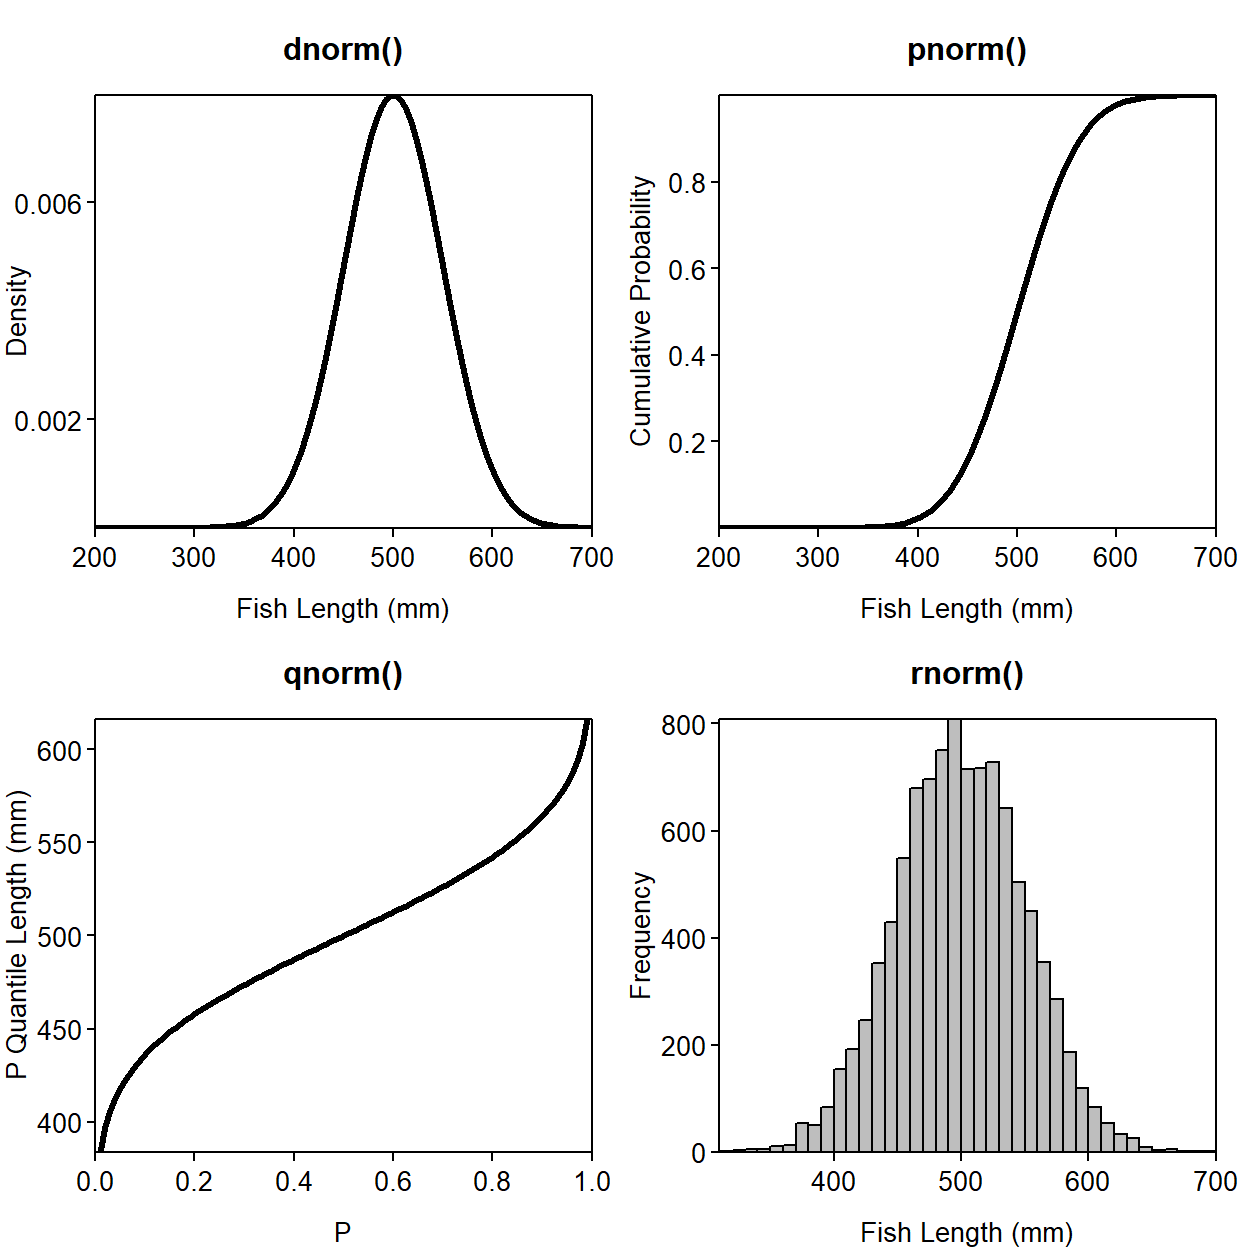 dnorm()
Density
0.006
0.002
200 300 400 500 600 700
Fish Length (mm)
pnorm()
Cumulative Probability
0.8
0.6
0.4
0.2
200 300 400 500 600 700
Fish Length (mm)
qnorm()
P Quantile Length (mm)
600
550
500
450
400
0.0 0.2 0.4 0.6 0.8 1.0
P
rnorm()
Frequency
800
600
400
200
0
400 500 600 700
Fish Length (mm)